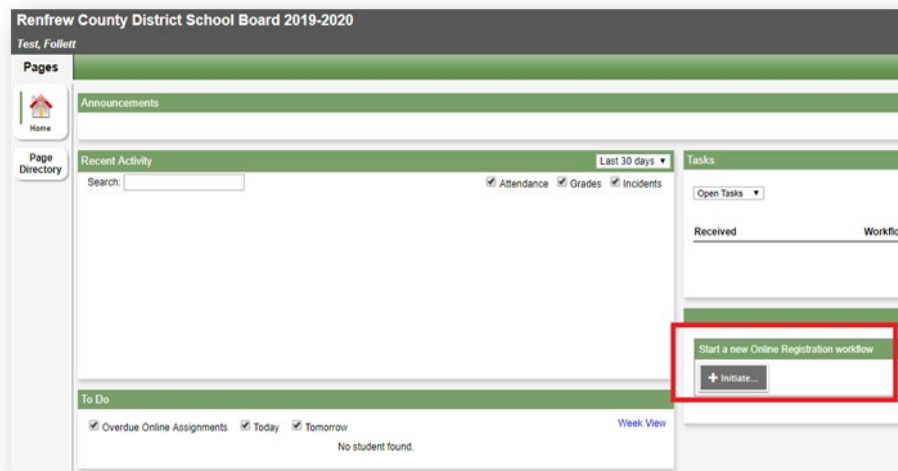 Renfrew County District School Board 2019-2020
Test, Follett
Pages
Home
Page
Directory
Announcements
Recent Activity
Last 30 days
Search:
Attendance Grades Incidents
To Do
Overdue Online Assignments Today Tomorrow
Week View
No student found.
Tasks
Open Tasks
Received
Start a new Online Registration workflow
+ Initiate...